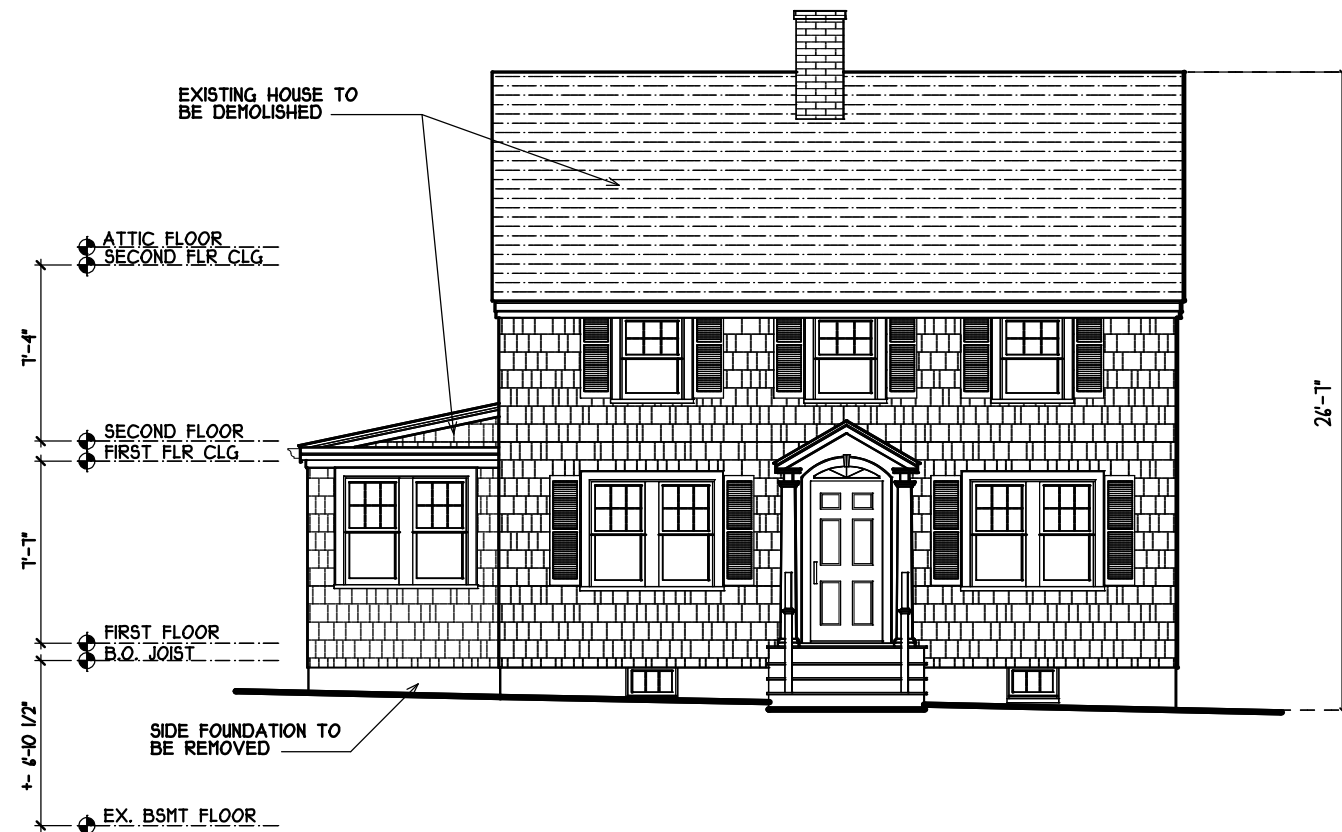 EXISTING HOUSE TO
BE DEMOLISHED
ATTIC FLOOR
SECOND FLR CLG
7'-4"
26'-7"
SECOND FLOOR
FIRST FLR CLG
7'-7"
FIRST FLOOR
B.O. JOIST
SIDE FOUNDATION TO
BE REMOVED
+- 6'-10 1/2"
EX. BSMT FLOOR